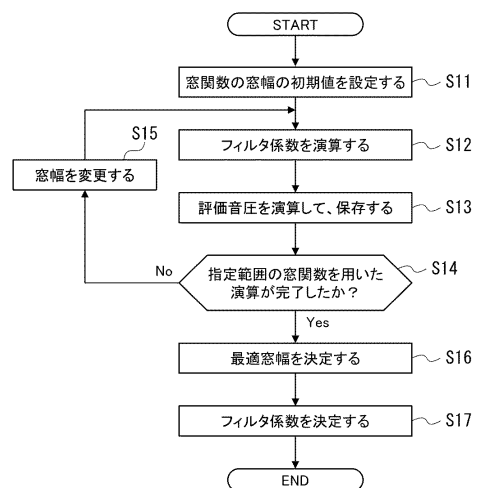 START
窓関数の窓幅の初期値を設定する
S11
S15
窓幅を変更する
フィルタ係数を演算する
S12
評価音圧を演算して、保存する
S13
No
指定範囲の窓関数を用いた
演算が完了したか？
S14
Yes
最適窓幅を決定する
S16
フィルタ係数を決定する
S17
END